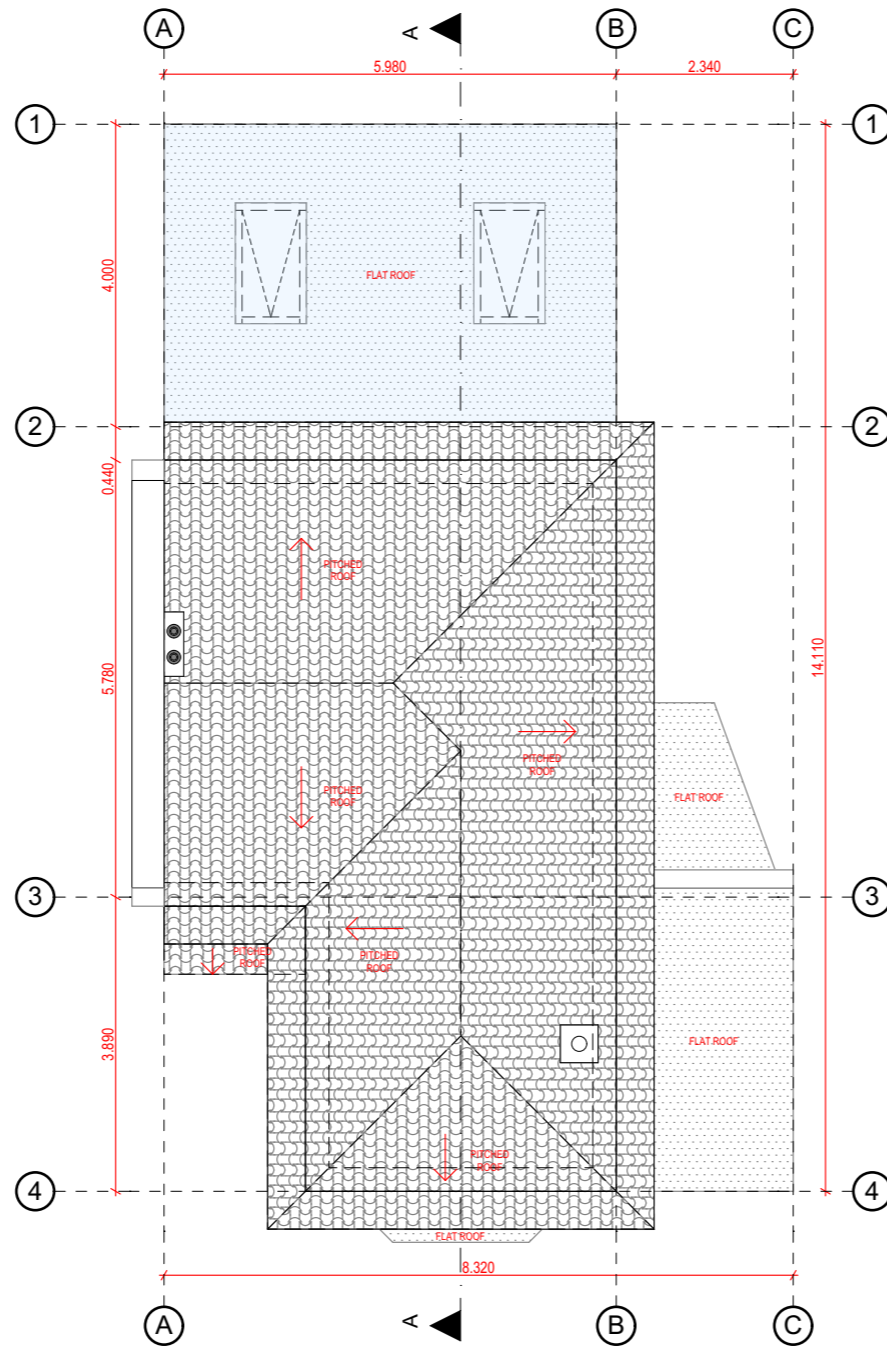 A
A
B
C
5.980
2.340
1
1
4.000
FLAT ROOF
2
2
0.440
PITCHED
ROOF
14.110
5.780
PITCHED
ROOF
PITCHED
ROOF
FLAT ROOF
3
3
PITCHED
ROOF
PITCHED
ROOF
3.890
FLAT ROOF
PITCHED
ROOF
4
4
FLAT ROOF
8.320
A
A
B
C